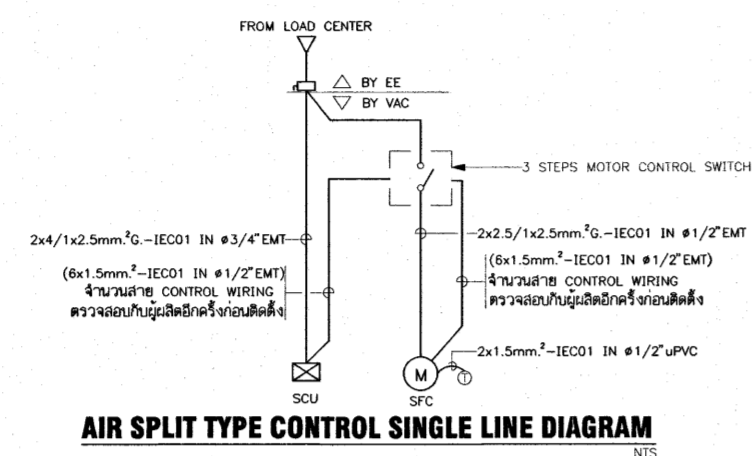 FROM LOAD CENTER
△ BY EE
▽ BY VAC
3 STEPS MOTOR CONTROL SWITCH
2x4/1x2.5mm.²G.-IEC01 IN ø3/4"EMT
2x2.5/1x2.5mm.²G.-IEC01 IN ø1/2"EMT
(6x1.5mm.²-IEC01 IN ø1/2"EMT)
จำนวนสาย CONTROL WIRING
ตรวจสอบกับผู้ผลิตอีกครั้งก่อนติดตั้ง
(6x1.5mm.²-IEC01 IN ø1/2"EMT)
จำนวนสาย CONTROL WIRING
ตรวจสอบกับผู้ผลิตอีกครั้งก่อนติดตั้ง
2x1.5mm.²-IEC01 IN ø1/2"uPVC
M
T
SCU
SFC
AIR SPLIT TYPE CONTROL SINGLE LINE DIAGRAM
NTS